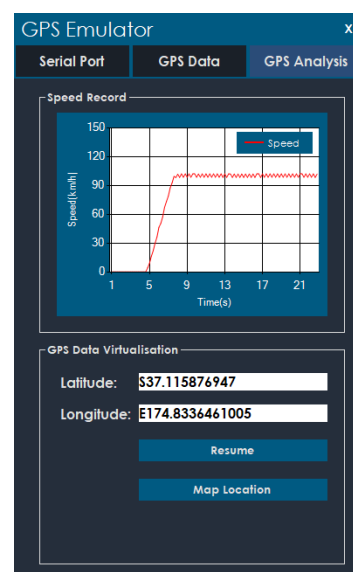 GPS Emulator x
Serial Port GPS Data GPS Analysis
Speed Record
150
120
90
60
30
0
Speed[km/h]
Speed
1 5 9 13 17 21
Time(s)
GPS Data Virtualisation
Latitude: S37.115876947
Longitude: E174.8336461005
Resume
Map Location